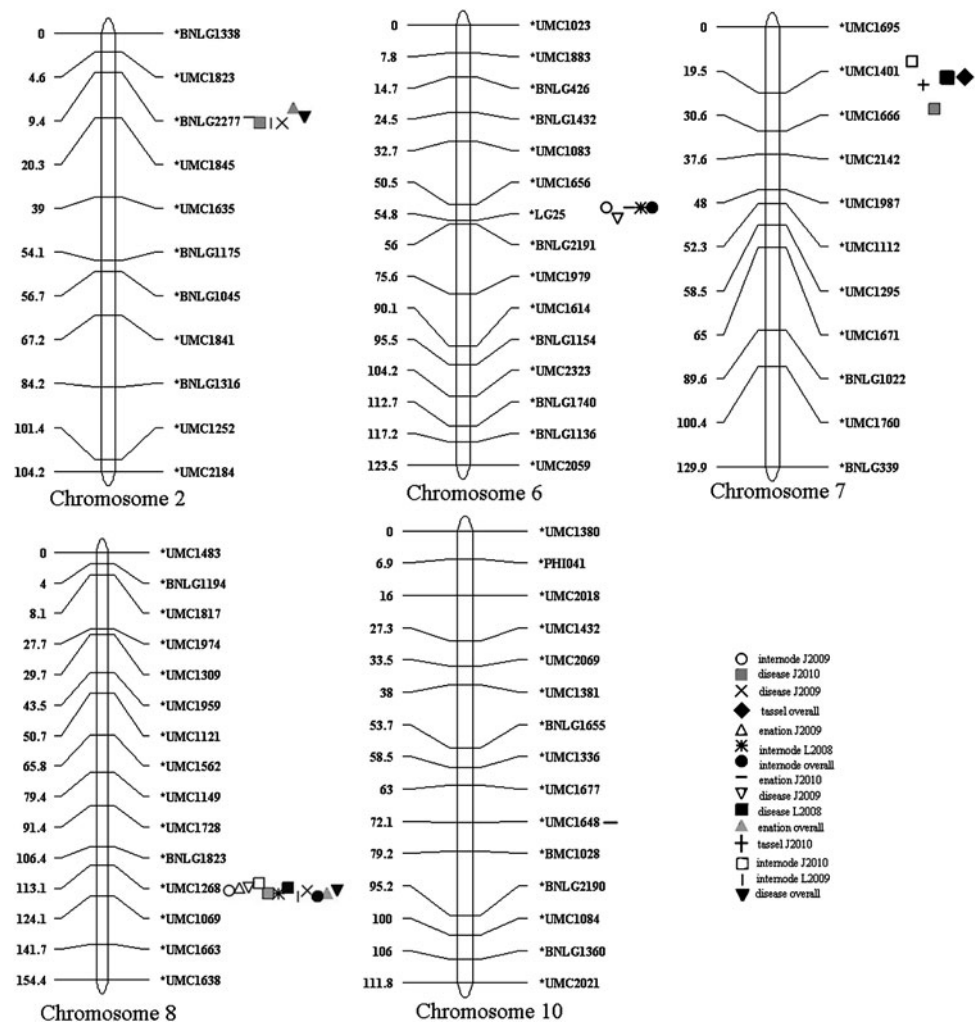 0 *BNLG1338
4.6 *UMC1823
9.4 *BNLG2277
20.3 *UMC1845
39 *UMC1635
54.1 *BNLG1175
56.7 *BNLG1045
67.2 *UMC1841
84.2 *BNLG1316
101.4 *UMC1252
104.2 *UMC2184
Chromosome 2
0 *UMC1023
7.8 *UMC1883
14.7 *BNLG426
24.5 *BNLG1432
32.7 *UMC1083
50.5 *UMC1656
54.8 *LG25
56 *BNLG2191
75.6 *UMC1979
90.1 *UMC1614
95.5 *BNLG1154
104.2 *UMC2323
112.7 *BNLG1740
117.2 *BNLG1136
123.5 *UMC2059
Chromosome 6
0 *UMC1695
19.5 *UMC1401
30.6 *UMC1666
37.6 *UMC2142
48 *UMC1987
52.3 *UMC1112
58.5 *UMC1295
65 *UMC1671
89.6 *BNLG1022
100.4 *UMC1760
129.9 *BNLG339
Chromosome 7
0 *UMC1483
4 *BNLG1194
8.1 *UMC1817
27.7 *UMC1974
29.7 *UMC1309
43.5 *UMC1959
50.7 *UMC1121
65.8 *UMC1562
79.4 *UMC1149
91.4 *UMC1728
106.4 *BNLG1823
113.1 *UMC1268
124.1 *UMC1069
141.7 *UMC1663
154.4 *UMC1638
Chromosome 8
0 *UMC1380
6.9 *PHI041
16 *UMC2018
27.3 *UMC1432
33.5 *UMC2069
38 *UMC1381
53.7 *BNLG1655
58.5 *UMC1336
63 *UMC1677
72.1 *UMC1648
79.2 *BMC1028
95.2 *BNLG2190
100 *UMC1084
106 *BNLG1360
111.8 *UMC2021
Chromosome 10
internode J2009
disease J2010
disease J2009
tassel overall
enation J2009
internode L2008
internode overall
enation J2010
disease J2009
disease L2008
enation overall
tassel J2010
internode J2010
internode L2009
disease overall